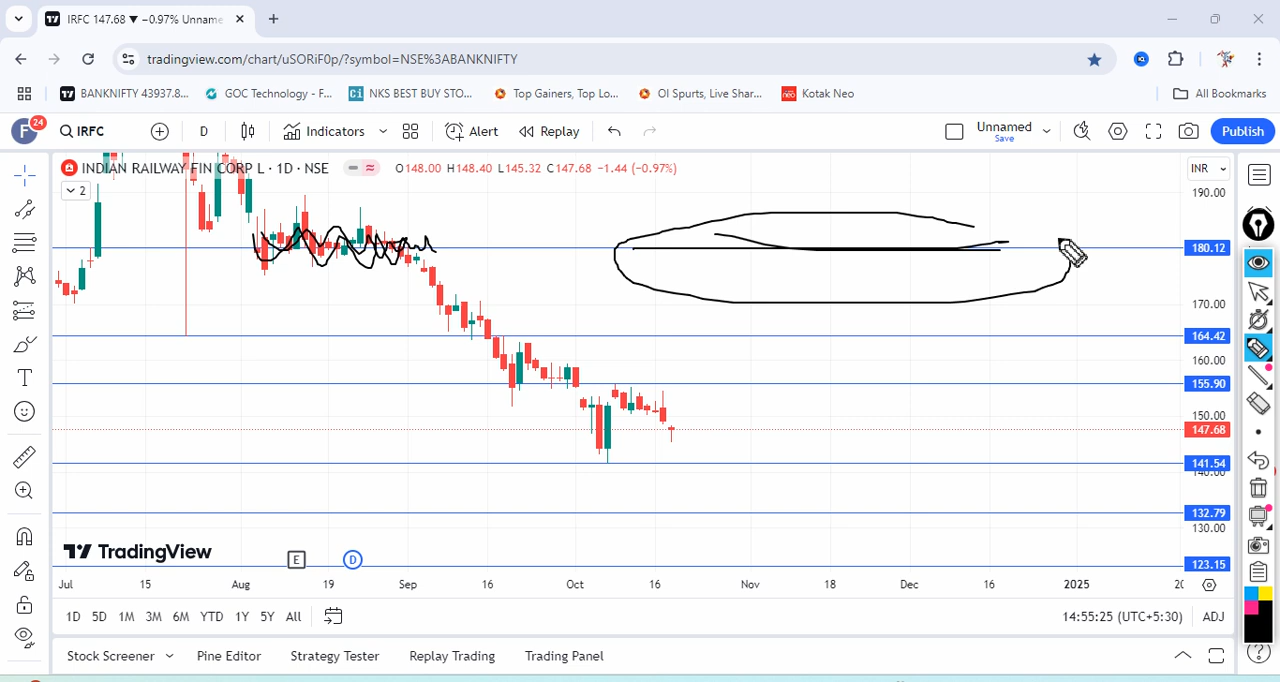 IRFC 147.68 ▼ −0.97% Unname
tradingview.com/chart/uSORiF0p/?symbol=NSE%3ABANKNIFTY
BANKNIFTY 43937.8...
GOC Technology - F...
NKS BEST BUY STO...
Top Gainers, Top Lo...
OI Spurts, Live Shar...
Kotak Neo
All Bookmarks
F
24
IRFC
D
Indicators
Alert
Replay
Unnamed
Save
Publish
INDIAN RAILWAY FIN CORP L · 1D · NSE
O148.00 H148.40 L145.32 C147.68 −1.44 (−0.97%)
INR
2
190.00
180.12
170.00
164.42
160.00
155.90
150.00
147.68
141.54
140.00
132.79
130.00
123.15
TradingView
E
D
Jul 15 Aug 19 Sep 16 Oct 16 Nov 18 Dec 16 2025
1D 5D 1M 3M 6M YTD 1Y 5Y All
14:55:25 (UTC+5:30)
ADJ
Stock Screener
Pine Editor
Strategy Tester
Replay Trading
Trading Panel